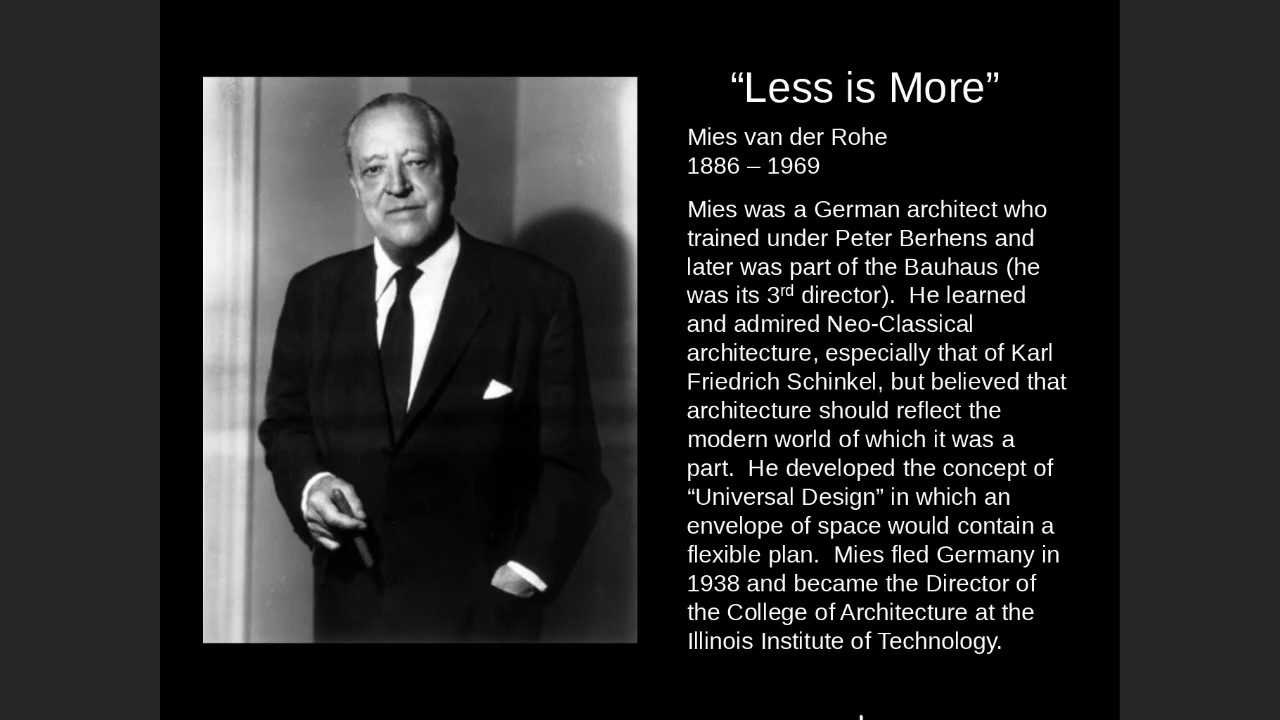 “Less is More”
Mies van der Rohe
1886 – 1969
Mies was a German architect who
trained under Peter Berhens and
later was part of the Bauhaus (he
was its 3rd director).  He learned
and admired Neo-Classical
architecture, especially that of Karl
Friedrich Schinkel, but believed that
architecture should reflect the
modern world of which it was a
part.  He developed the concept of
“Universal Design” in which an
envelope of space would contain a
flexible plan.  Mies fled Germany in
1938 and became the Director of
the College of Architecture at the
Illinois Institute of Technology.